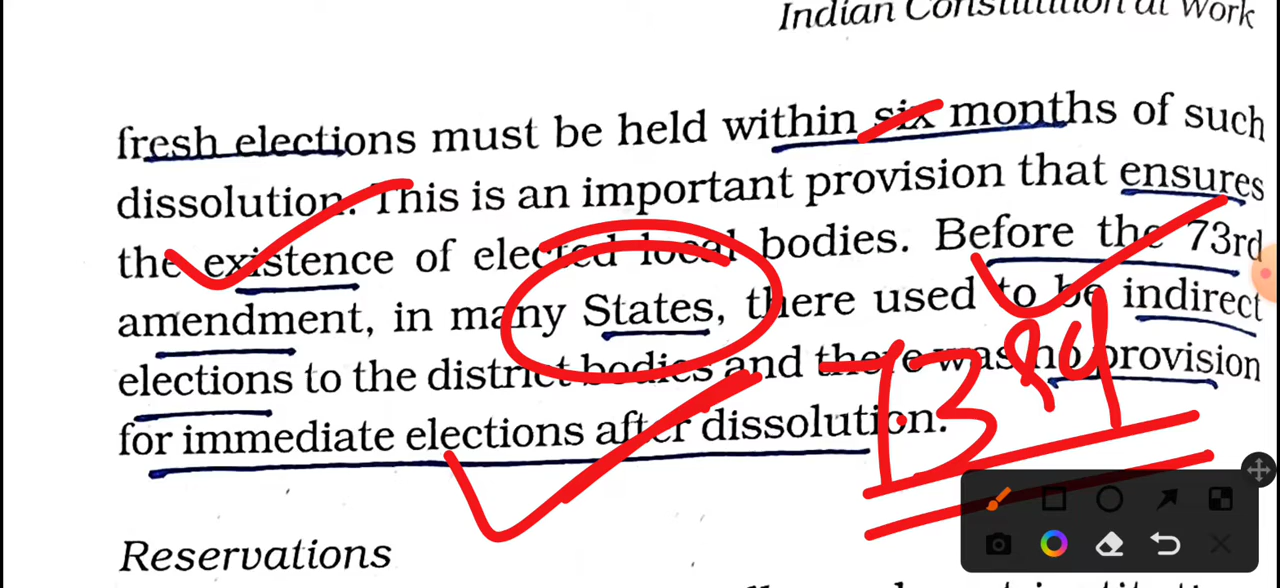 Indian Constitution at Work
fresh elections must be held within six months of such
dissolution. This is an important provision that ensures
the existence of elected local bodies. Before the 73rd
amendment, in many States, there used to be indirect
elections to the district bodies and there was no provision
for immediate elections after dissolution.
Reservations